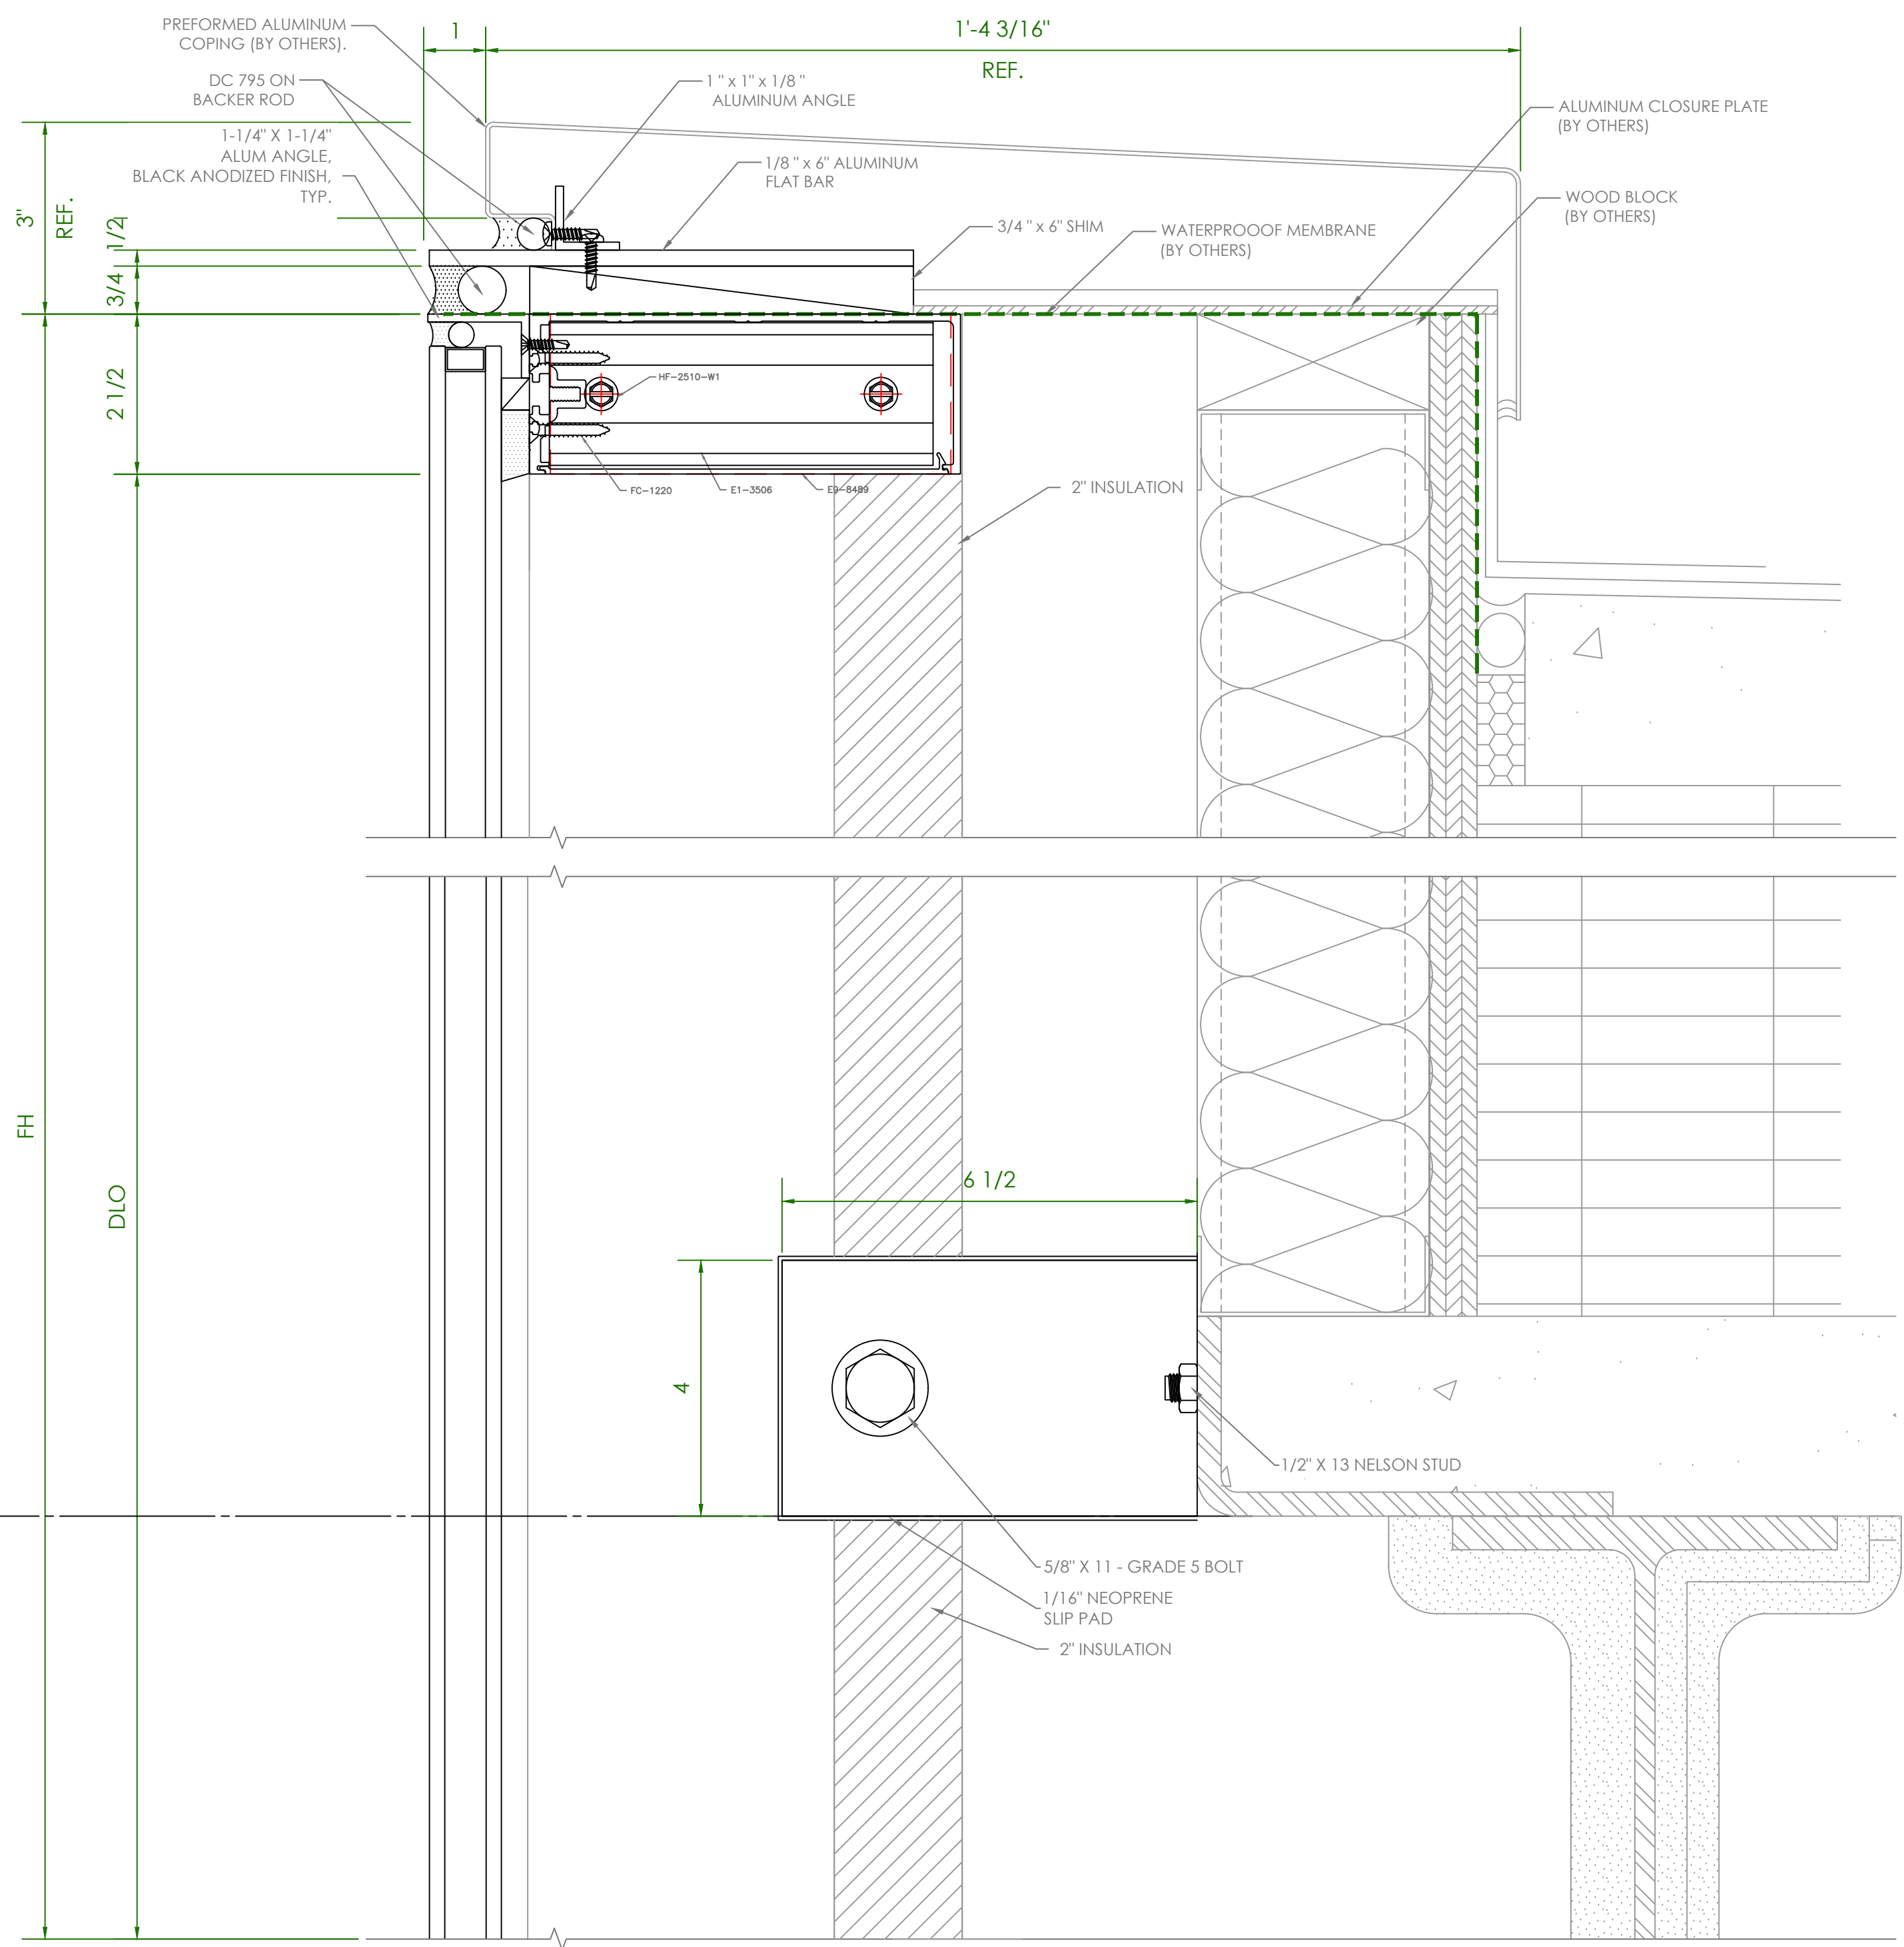 PREFORMED ALUMINUM
COPING (BY OTHERS).
1
1'-4 3/16"
REF.
DC 795 ON
BACKER ROD
1 " x 1" x 1/8 "
ALUMINUM ANGLE
ALUMINUM CLOSURE PLATE
(BY OTHERS)
1-1/4" X 1-1/4"
ALUM ANGLE,
BLACK ANODIZED FINISH,
TYP.
1/8 " x 6" ALUMINUM
FLAT BAR
WOOD BLOCK
(BY OTHERS)
3"
REF.
1/2
3/4
3/4 " x 6" SHIM
WATERPROOOF MEMBRANE
(BY OTHERS)
2 1/2
HF-2510-W1
FC-1220
E1-3506
E9-8489
2" INSULATION
FH
DLO
6 1/2
4
1/2" X 13 NELSON STUD
5/8" X 11 - GRADE 5 BOLT
1/16" NEOPRENE
SLIP PAD
2" INSULATION